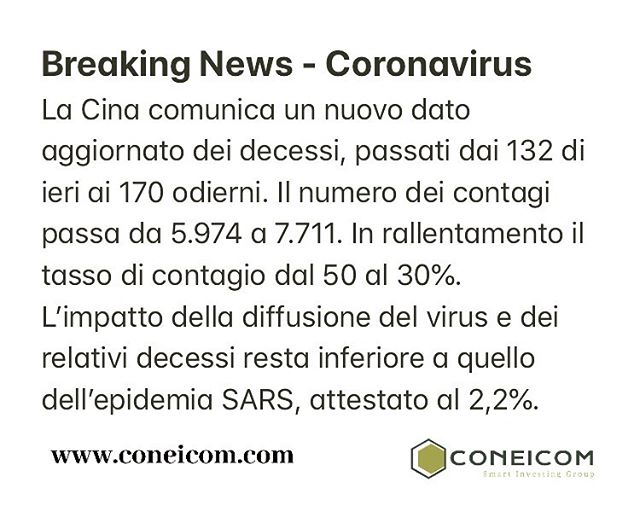 Breaking News - Coronavirus
La Cina comunica un nuovo dato
aggiornato dei decessi, passati dai 132 di
ieri ai 170 odierni. Il numero dei contagi
passa da 5.974 a 7.711. In rallentamento il
tasso di contagio dal 50 al 30%.
L’impatto della diffusione del virus e dei
relativi decessi resta inferiore a quello
dell’epidemia SARS, attestato al 2,2%.
www.coneicom.com
CONEICOM
Smart Investing Group